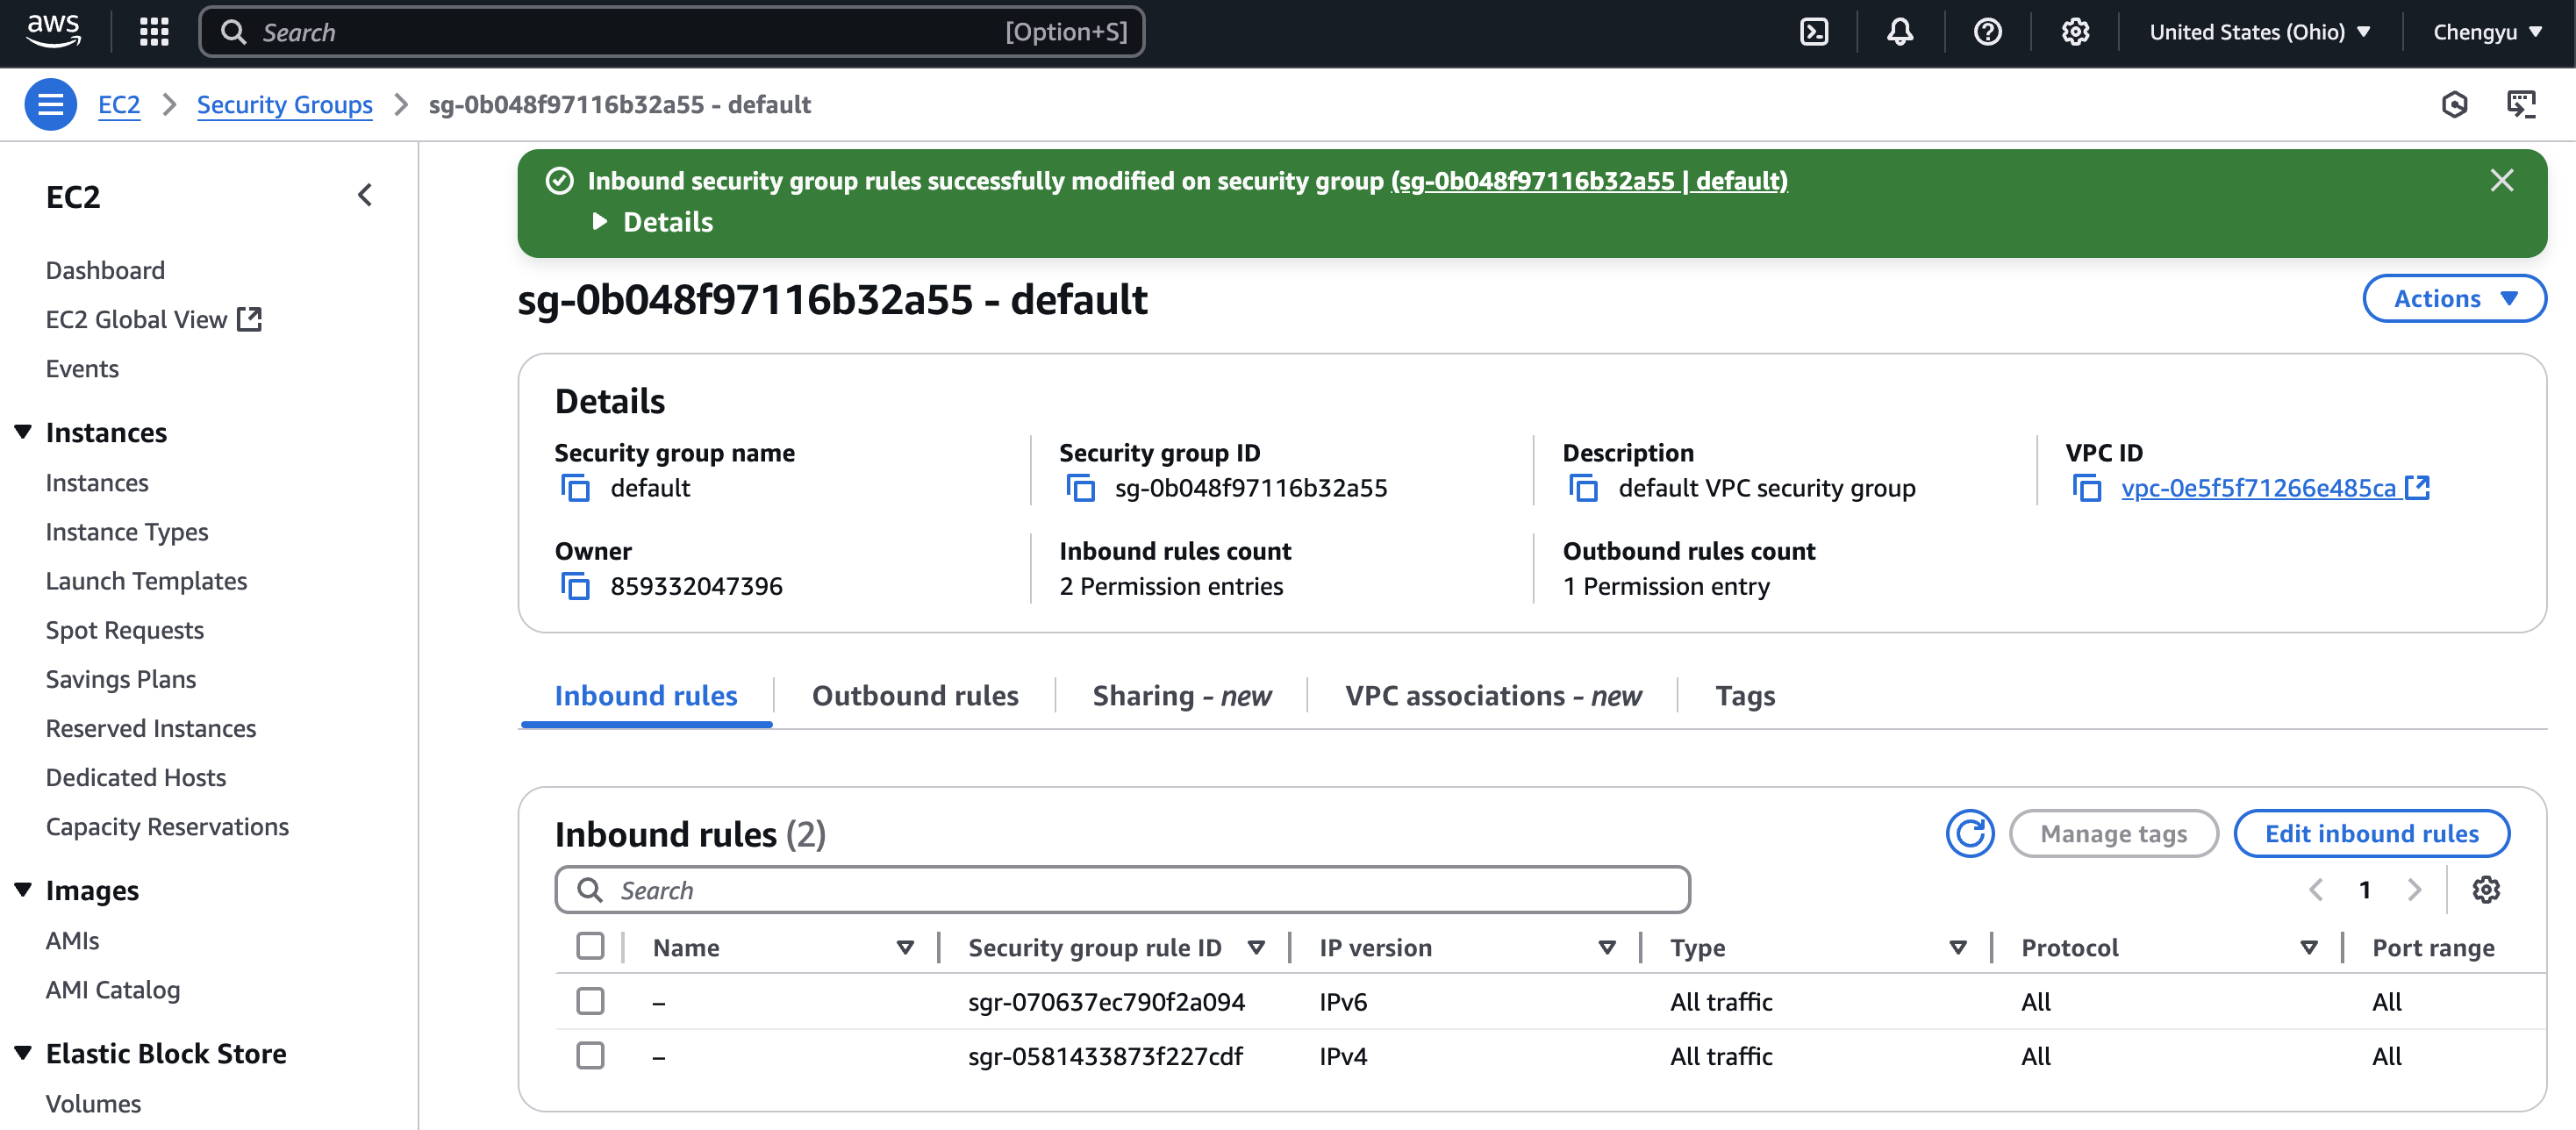 aws
Search [Option+S]
United States (Ohio)
Chengyu
EC2
Security Groups
sg-0b048f97116b32a55 - default
EC2
Dashboard
EC2 Global View
Events
Instances
Instances
Instance Types
Launch Templates
Spot Requests
Savings Plans
Reserved Instances
Dedicated Hosts
Capacity Reservations
Images
AMIs
AMI Catalog
Elastic Block Store
Volumes
Inbound security group rules successfully modified on security group (sg-0b048f97116b32a55 | default)
Details
sg-0b048f97116b32a55 - default
Actions
Details
Security group name
default
Security group ID
sg-0b048f97116b32a55
Description
default VPC security group
VPC ID
vpc-0e5f5f71266e485ca
Owner
859332047396
Inbound rules count
2 Permission entries
Outbound rules count
1 Permission entry
Inbound rules
Outbound rules
Sharing - new
VPC associations - new
Tags
Inbound rules (2)
Manage tags
Edit inbound rules
Search
1
Name Security group rule ID IP version Type Protocol Port range
– sgr-070637ec790f2a094 IPv6 All traffic All All
– sgr-0581433873f227cdf IPv4 All traffic All All